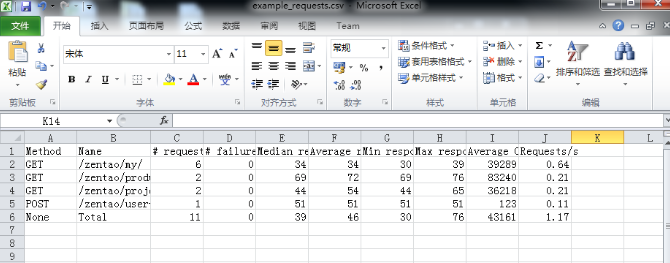 example_requests.csv - Microsoft Excel
文件 开始 插入 页面布局 公式 数据 审阅 视图 Team
粘贴 宋体 11 A A 常规 条件格式 插入 Σ
B I U A % , 套用表格格式 删除 排序和筛选 查找和选择
单元格样式 格式
剪贴板 字体 对齐方式 数字 样式 单元格 编辑
K14 fx
A B C D E F G H I J K L
1 Method Name # request # failure Median re Average r Min respo Max respo Average C Requests/s
2 GET /zentao/my/ 6 0 34 34 30 39 39289 0.64
3 GET /zentao/produ 2 0 69 72 69 76 83240 0.21
4 GET /zentao/proje 2 0 44 54 44 65 36218 0.21
5 POST /zentao/user- 1 0 51 51 51 51 123 0.11
6 None Total 11 0 39 46 30 76 43161 1.17
7
8
9